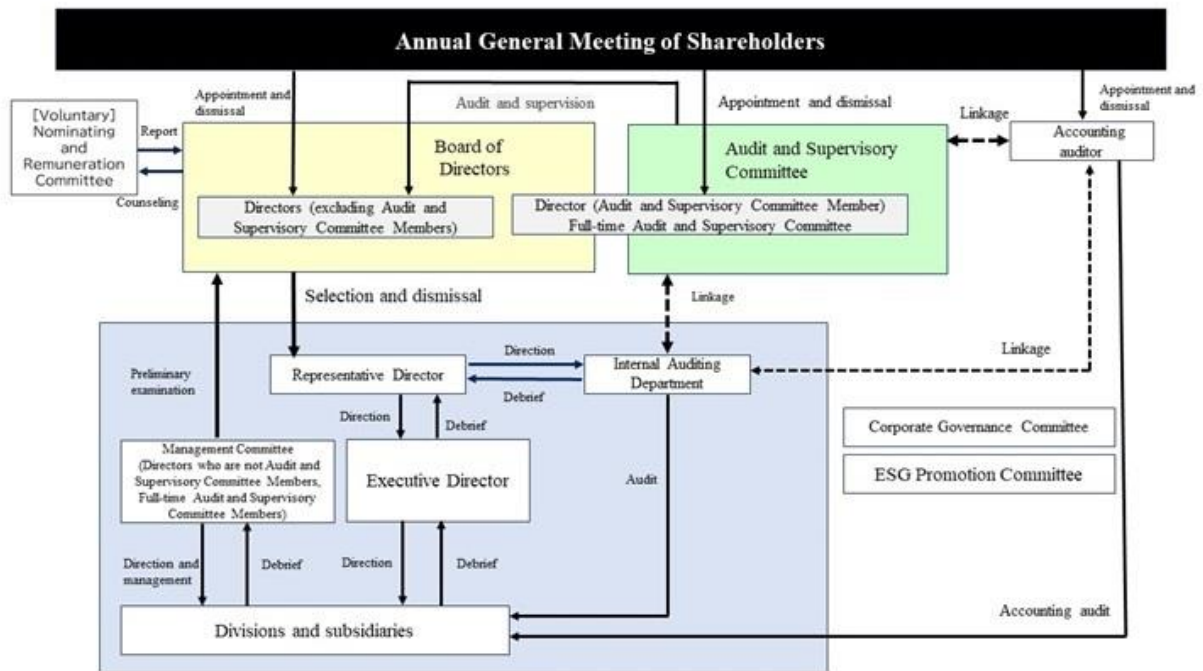 Annual General Meeting of Shareholders
Appointment and
dismissal
Audit and supervision
Appointment and dismissal
Appointment and
dismissal
[Voluntary]
Nominating
and
Remuneration
Committee
Report
Counseling
Board of
Directors
Audit and Supervisory
Committee
Linkage
Accounting
auditor
Directors (excluding Audit and
Supervisory Committee Members)
Director (Audit and Supervisory Committee Member)
Full-time Audit and Supervisory Committee
Selection and dismissal
Linkage
Linkage
Preliminary
examination
Representative Director
Direction
Debrief
Internal Auditing
Department
Direction
Debrief
Management Committee
(Directors who are not Audit and
Supervisory Committee Members,
Full-time Audit and Supervisory
Committee Members)
Executive Director
Audit
Corporate Governance Committee
ESG Promotion Committee
Direction and
management
Debrief
Direction
Debrief
Divisions and subsidiaries
Accounting audit